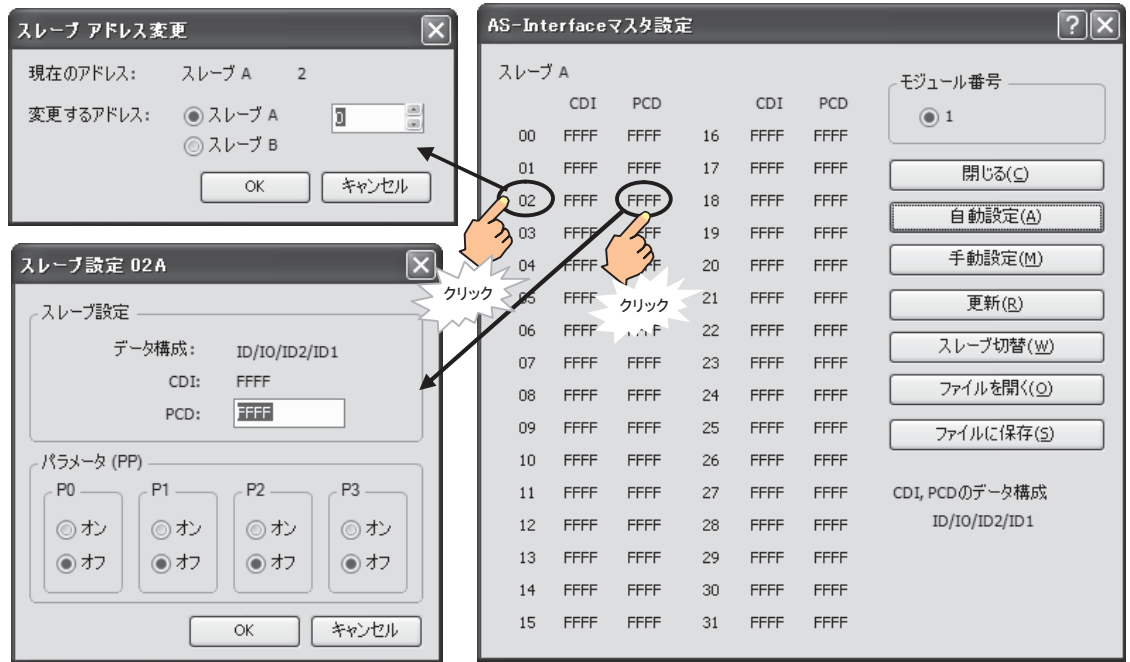 スレーブ アドレス変更
現在のアドレス: スレーブ A 2
変更するアドレス: スレーブ A 0
スレーブ B
OK キャンセル
スレーブ設定 02A
スレーブ設定
データ構成: ID/IO/ID2/ID1
CDI: FFFF
PCD: FFFF
パラメータ (PP)
P0 P1 P2 P3
オン オン オン オン
オフ オフ オフ オフ
OK キャンセル
クリック
クリック
AS-Interfaceマスタ設定
スレーブ A
CDI PCD CDI PCD
00 FFFF FFFF 16 FFFF FFFF
01 FFFF FFFF 17 FFFF FFFF
02 FFFF FFFF 18 FFFF FFFF
03 FFFF 19 FFFF FFFF
04 FFFF 20 FFFF FFFF
05 FFFF 21 FFFF FFFF
06 FFFF 22 FFFF FFFF
07 FFFF FFFF 23 FFFF FFFF
08 FFFF FFFF 24 FFFF FFFF
09 FFFF FFFF 25 FFFF FFFF
10 FFFF FFFF 26 FFFF FFFF
11 FFFF FFFF 27 FFFF FFFF
12 FFFF FFFF 28 FFFF FFFF
13 FFFF FFFF 29 FFFF FFFF
14 FFFF FFFF 30 FFFF FFFF
15 FFFF FFFF 31 FFFF FFFF
モジュール番号
1
閉じる(C)
自動設定(A)
手動設定(M)
更新(R)
スレーブ切替(W)
ファイルを開く(O)
ファイルに保存(S)
CDI, PCDのデータ構成
ID/IO/ID2/ID1